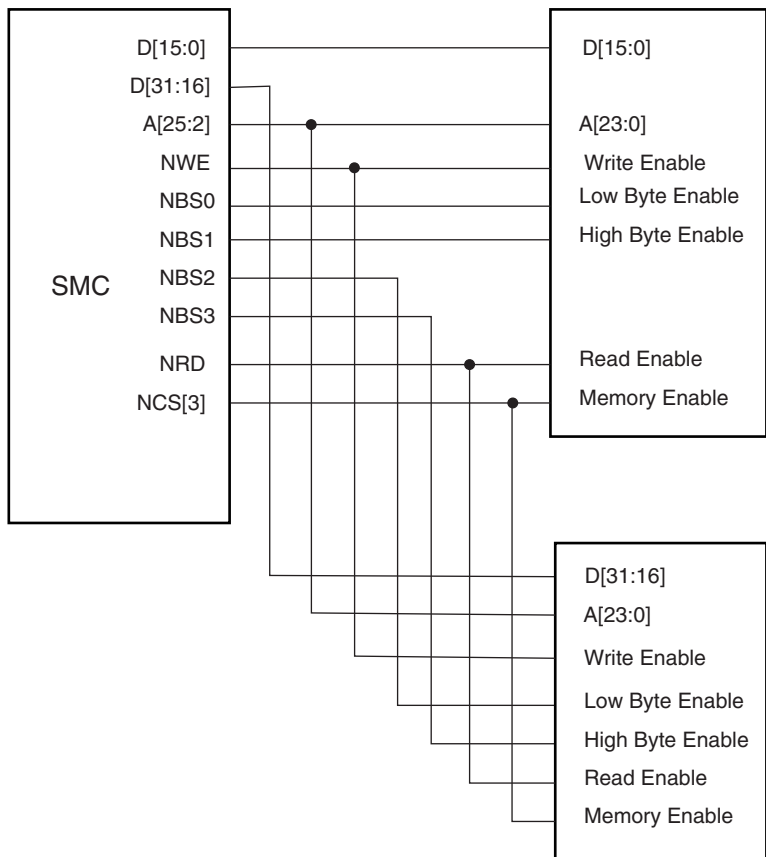 SMC
D[15:0]
D[31:16]
A[25:2]
NWE
NBS0
NBS1
NBS2
NBS3
NRD
NCS[3]
D[15:0]
A[23:0]
Write Enable
Low Byte Enable
High Byte Enable
Read Enable
Memory Enable
D[31:16]
A[23:0]
Write Enable
Low Byte Enable
High Byte Enable
Read Enable
Memory Enable